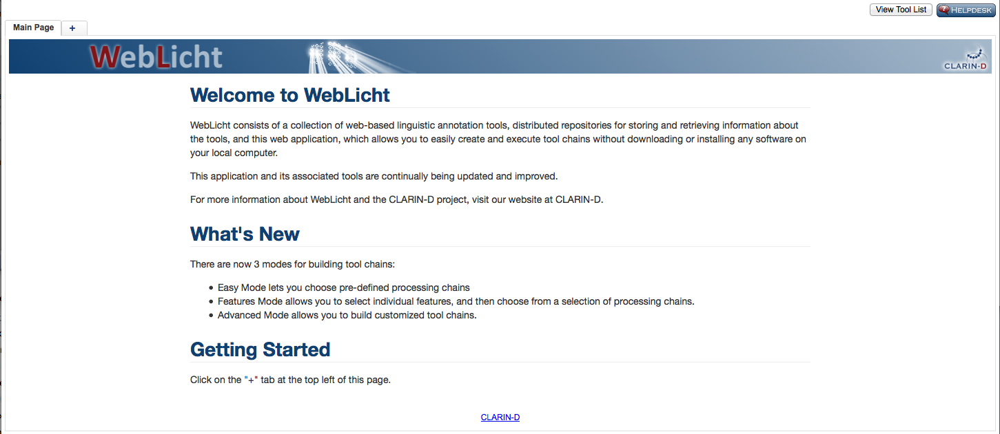 View Tool List
? HELPDESK
Main Page
+
WebLicht
CLARIN-D
Welcome to WebLicht
WebLicht consists of a collection of web-based linguistic annotation tools, distributed repositories for storing and retrieving information about
the tools, and this web application, which allows you to easily create and execute tool chains without downloading or installing any software on
your local computer.
This application and its associated tools are continually being updated and improved.
For more information about WebLicht and the CLARIN-D project, visit our website at CLARIN-D.
What's New
There are now 3 modes for building tool chains:
• Easy Mode lets you choose pre-defined processing chains
• Features Mode allows you to select individual features, and then choose from a selection of processing chains.
• Advanced Mode allows you to build customized tool chains.
Getting Started
Click on the "+" tab at the top left of this page.
CLARIN-D